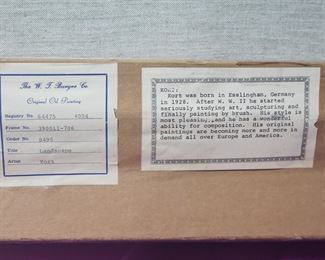 The W. T. Burger Co.
Original Oil Painting
Registry No. 64475 4334
Frame No. 390511-706
Order No. 8495
Title Landscape
Artist Kort
KORT:
Kort was born in Esslingham, Germany
in 1928. After W. W. II he started
seriously studying art, sculpturing and
finally painting by brush. His style is
most pleasing, and he has a wonderful
ability for composition. His original
paintings are becoming more and more in
demand all over Europe and America.